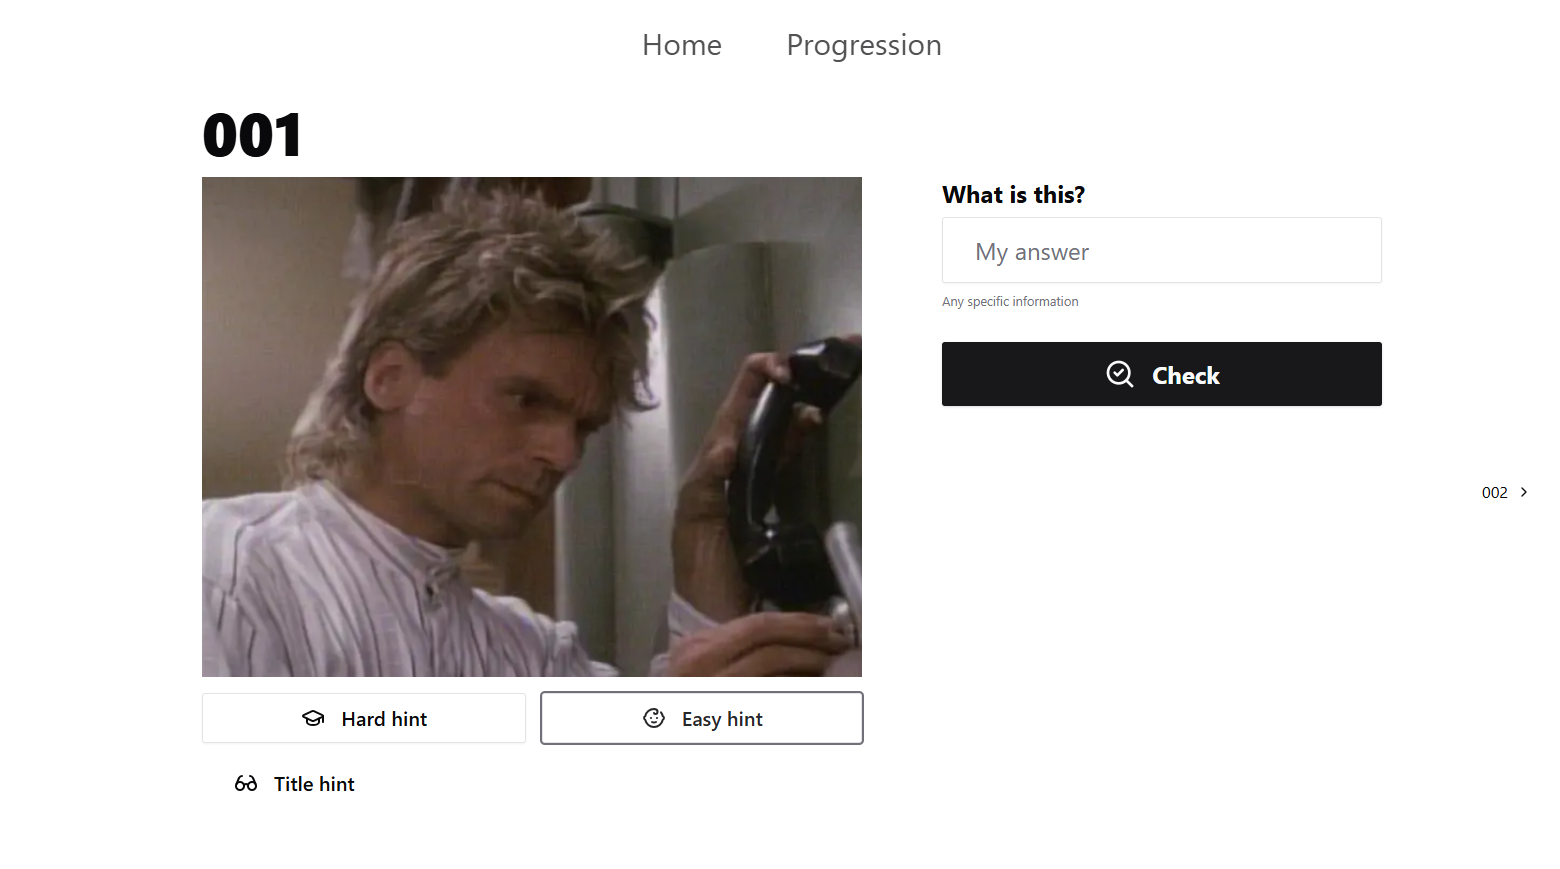 Home Progression
001
What is this?
My answer
Any specific information
Check
002
Hard hint
Easy hint
Title hint